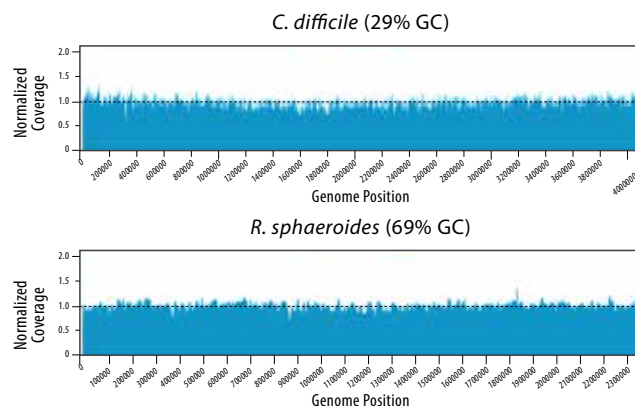 C. difficile (29% GC)
Normalized
Coverage
2.0
1.5
1.0
0.5
0
0 200000 400000 600000 800000 1000000 1200000 1400000 1600000 1800000 2000000 2200000 2400000 2600000 2800000 3000000 3200000 3400000 3600000 3800000 4000000
Genome Position
R. sphaeroides (69% GC)
Normalized
Coverage
2.0
1.5
1.0
0.5
0
0 100000 200000 300000 400000 500000 600000 700000 800000 900000 1000000 1100000 1200000 1300000 1400000 1500000 1600000 1700000 1800000 1900000 2000000 2100000 2200000 2300000
Genome Position